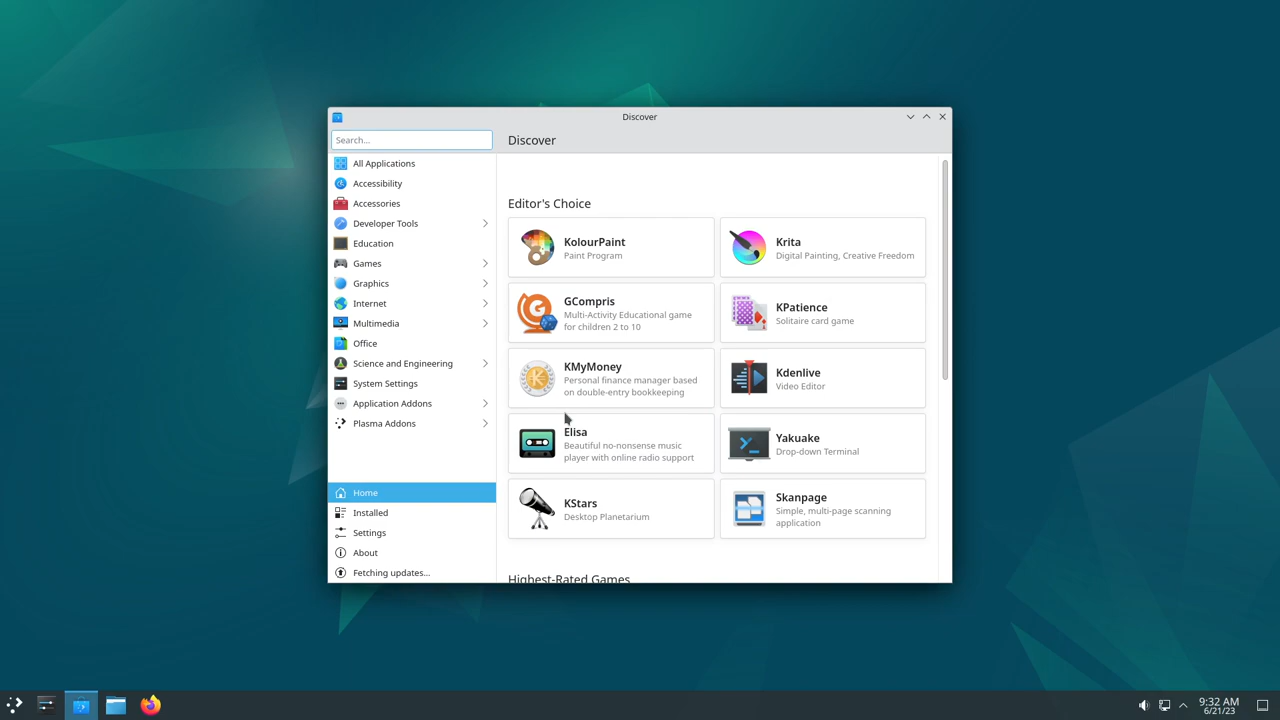 Discover
Search...
Discover
All Applications
Accessibility
Accessories
Developer Tools
Education
Games
Graphics
Internet
Multimedia
Office
Science and Engineering
System Settings
Application Addons
Plasma Addons
Home
Installed
Settings
About
Fetching updates...
Editor's Choice
KolourPaint
Paint Program
Krita
Digital Painting, Creative Freedom
GCompris
Multi-Activity Educational game
for children 2 to 10
KPatience
Solitaire card game
KMyMoney
Personal finance manager based
on double-entry bookkeeping
Kdenlive
Video Editor
Elisa
Beautiful no-nonsense music
player with online radio support
Yakuake
Drop-down Terminal
KStars
Desktop Planetarium
Skanpage
Simple, multi-page scanning
application
Highest-Rated Games
9:32 AM
6/21/23